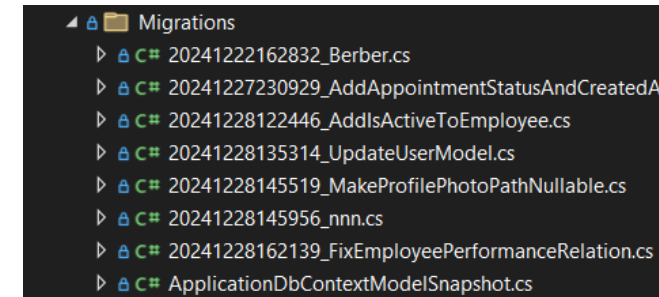 Migrations
C# 20241222162832_Berber.cs
C# 20241227230929_AddAppointmentStatusAndCreatedA
C# 20241228122446_AddIsActiveToEmployee.cs
C# 20241228135314_UpdateUserModel.cs
C# 20241228145519_MakeProfilePhotoPathNullable.cs
C# 20241228145956_nnn.cs
C# 20241228162139_FixEmployeePerformanceRelation.cs
C# ApplicationDbContextModelSnapshot.cs